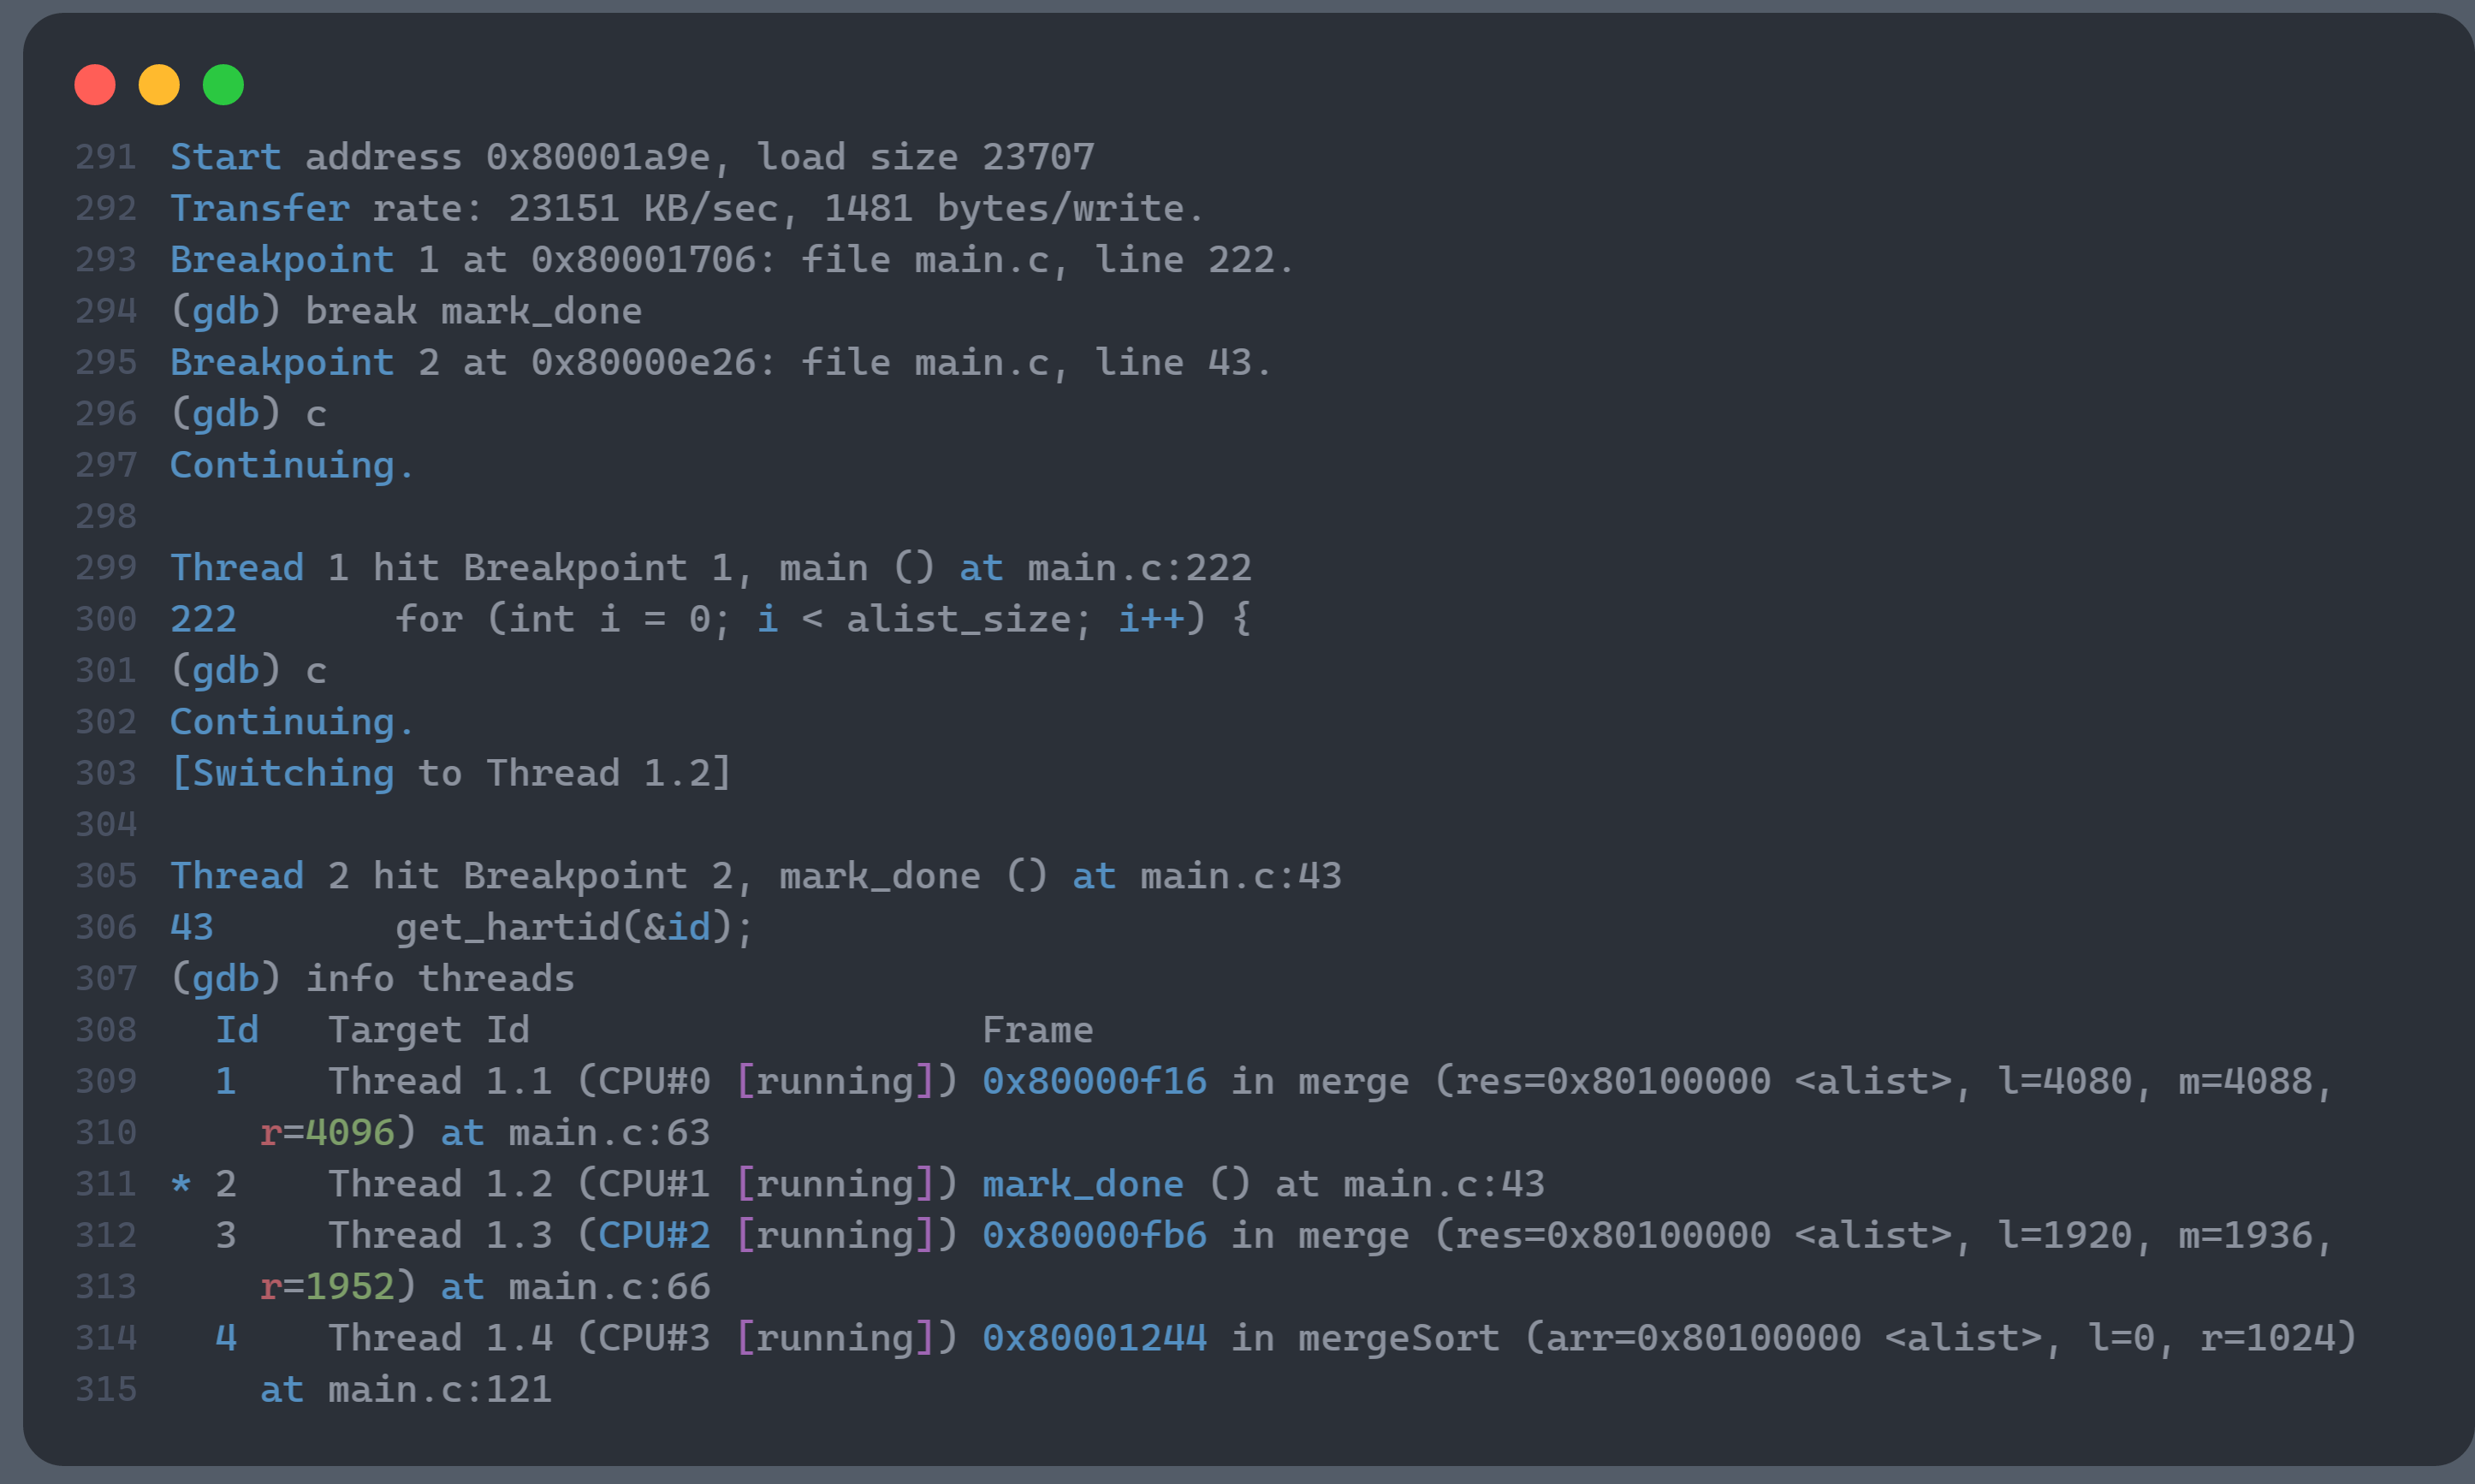 291 Start address 0x80001a9e, load size 23707
292 Transfer rate: 23151 KB/sec, 1481 bytes/write.
293 Breakpoint 1 at 0x80001706: file main.c, line 222.
294 (gdb) break mark_done
295 Breakpoint 2 at 0x80000e26: file main.c, line 43.
296 (gdb) c
297 Continuing.
298
299 Thread 1 hit Breakpoint 1, main () at main.c:222
300 222       for (int i = 0; i < alist_size; i++) {
301 (gdb) c
302 Continuing.
303 [Switching to Thread 1.2]
304
305 Thread 2 hit Breakpoint 2, mark_done () at main.c:43
306 43        get_hartid(&id);
307 (gdb) info threads
308   Id   Target Id                    Frame
309   1    Thread 1.1 (CPU#0 [running]) 0x80000f16 in merge (res=0x80100000 <alist>, l=4080, m=4088,
310     r=4096) at main.c:63
311 * 2    Thread 1.2 (CPU#1 [running]) mark_done () at main.c:43
312   3    Thread 1.3 (CPU#2 [running]) 0x80000fb6 in merge (res=0x80100000 <alist>, l=1920, m=1936,
313     r=1952) at main.c:66
314   4    Thread 1.4 (CPU#3 [running]) 0x80001244 in mergeSort (arr=0x80100000 <alist>, l=0, r=1024)
315     at main.c:121